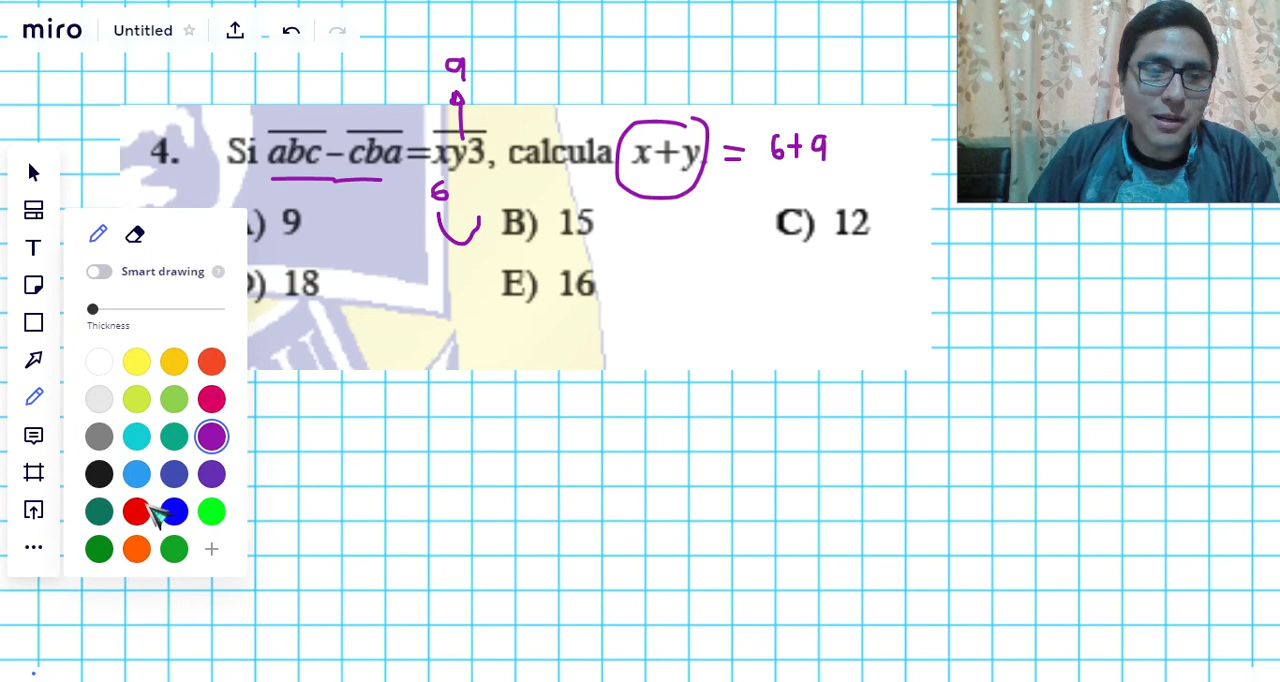 miro Untitled
9
4. Si abc - cba = xy3, calcula x+y. = 6+9
6
) 9 B) 15 C) 12
) 18 E) 16
Smart drawing
Thickness